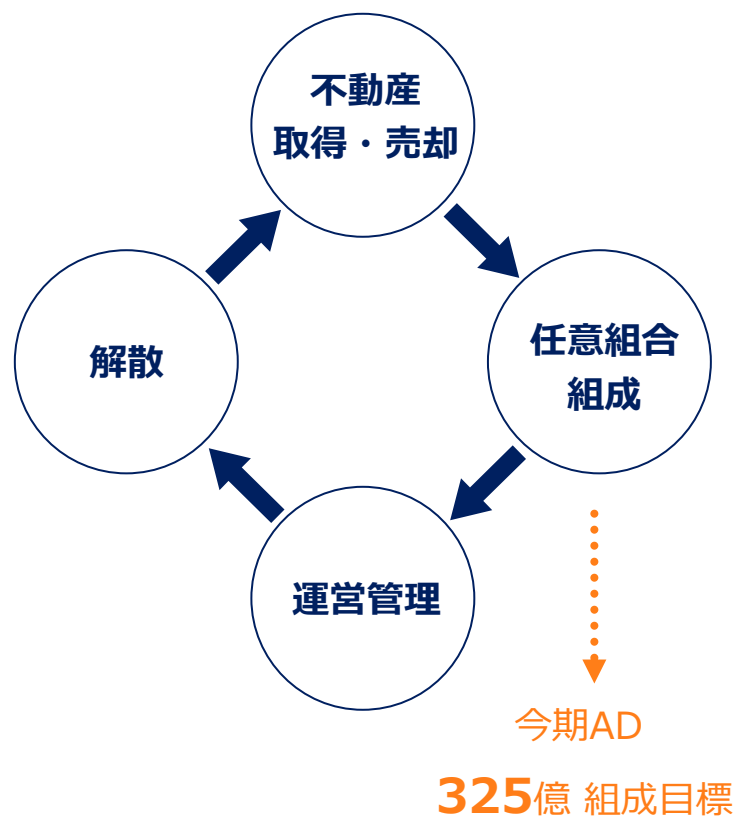 不動産
取得・売却
任意組合
組成
解散
運営管理
今期AD
325億 組成目標